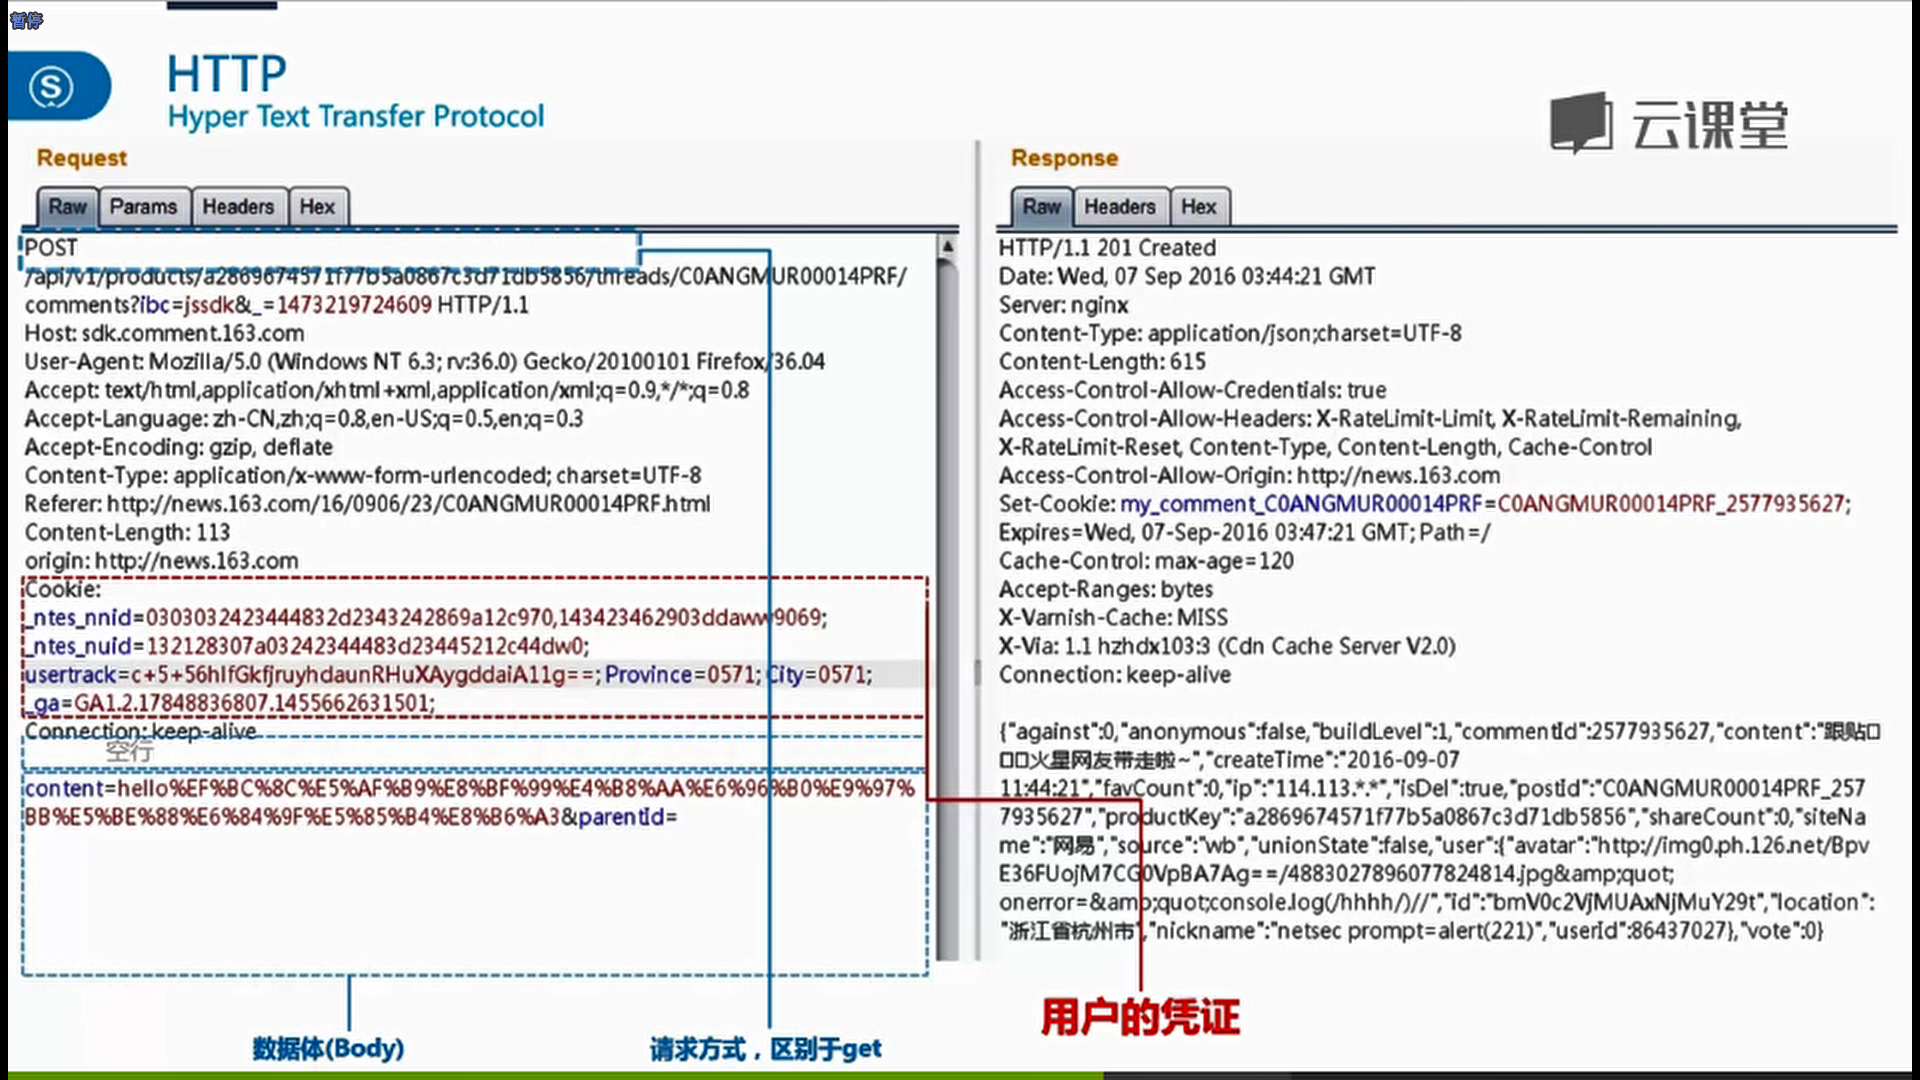 暂停
HTTP
Hyper Text Transfer Protocol
云课堂
Request
Raw Params Headers Hex
POST
/api/v1/products/a2869674571f77b5a0867c3d71db5856/threads/C0ANGMUR00014PRF/
comments?ibc=jssdk&_=1473219724609 HTTP/1.1
Host: sdk.comment.163.com
User-Agent: Mozilla/5.0 (Windows NT 6.3; rv:36.0) Gecko/20100101 Firefox/36.04
Accept: text/html,application/xhtml+xml,application/xml;q=0.9,*/*;q=0.8
Accept-Language: zh-CN,zh;q=0.8,en-US;q=0.5,en;q=0.3
Accept-Encoding: gzip, deflate
Content-Type: application/x-www-form-urlencoded; charset=UTF-8
Referer: http://news.163.com/16/0906/23/C0ANGMUR00014PRF.html
Content-Length: 113
origin: http://news.163.com
Cookie:
_ntes_nnid=0303032423444832d2343242869a12c970,143423462903ddaww9069;
_ntes_nuid=132128307a03242344483d23445212c44dw0;
usertrack=c+5+56hIfGkfjruyhdaunRHuXAygddaiA11g==; Province=0571; City=0571;
_ga=GA1.2.17848836807.1455662631501;
Connection: keep-alive
空行
content=hello%EF%BC%8C%E5%AF%B9%E8%BF%99%E4%B8%AA%E6%96%B0%E9%97%
BB%E5%BE%88%E6%84%9F%E5%85%B4%E8%B6%A3&parentId=
数据体(Body)
请求方式，区别于get
Response
Raw Headers Hex
HTTP/1.1 201 Created
Date: Wed, 07 Sep 2016 03:44:21 GMT
Server: nginx
Content-Type: application/json;charset=UTF-8
Content-Length: 615
Access-Control-Allow-Credentials: true
Access-Control-Allow-Headers: X-RateLimit-Limit, X-RateLimit-Remaining,
X-RateLimit-Reset, Content-Type, Content-Length, Cache-Control
Access-Control-Allow-Origin: http://news.163.com
Set-Cookie: my_comment_C0ANGMUR00014PRF=C0ANGMUR00014PRF_2577935627;
Expires=Wed, 07-Sep-2016 03:47:21 GMT; Path=/
Cache-Control: max-age=120
Accept-Ranges: bytes
X-Varnish-Cache: MISS
X-Via: 1.1 hzhdx103:3 (Cdn Cache Server V2.0)
Connection: keep-alive
{"against":0,"anonymous":false,"buildLevel":1,"commentId":2577935627,"content":"跟贴□
□□火星网友带走啦~","createTime":"2016-09-07
11:44:21","favCount":0,"ip":"114.113.*.*","isDel":true,"postId":"C0ANGMUR00014PRF_257
7935627","productKey":"a2869674571f77b5a0867c3d71db5856","shareCount":0,"siteNa
me":"网易","source":"wb","unionState":false,"user":{"avatar":"http://img0.ph.126.net/Bpv
E36FUojM7CG0VpBA7Ag==/4883027896077824814.jpg&amp;quot;
onerror=&amp;quot;console.log(/hhhh/)//","id":"bmV0c2VjMUAxNjMuY29t","location":
"浙江省杭州市","nickname":"netsec prompt=alert(221)","userId":86437027},"vote":0}
用户的凭证